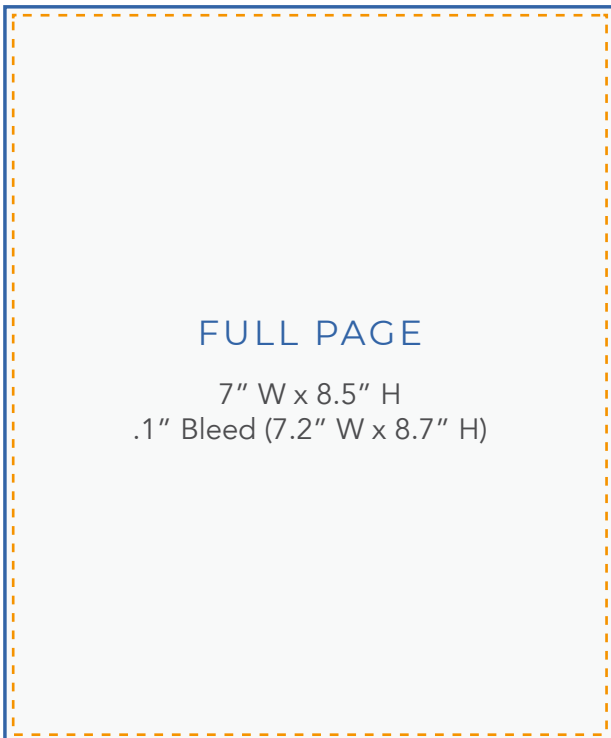 FULL PAGE
7” W x 8.5” H
.1” Bleed (7.2” W x 8.7” H)